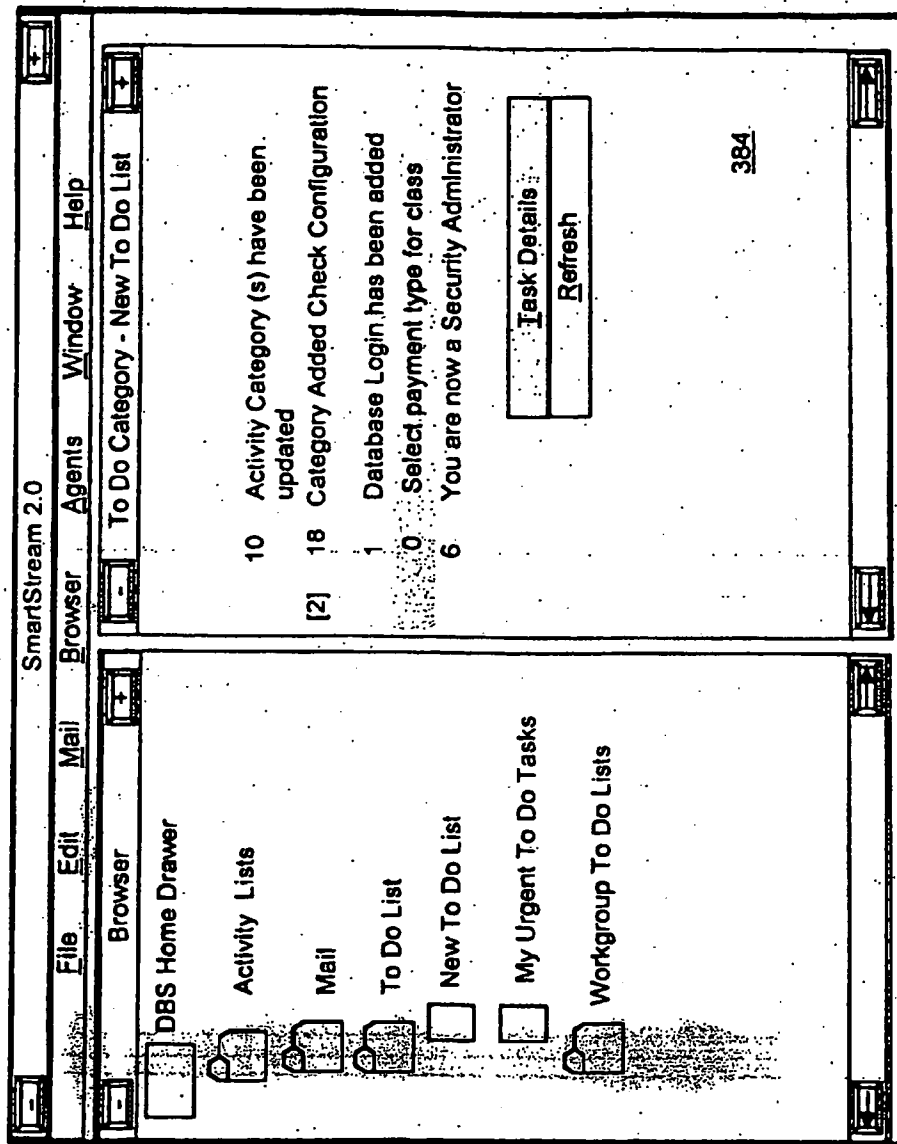 SmartStream 2.0
File Edit Mail Browser Agents Window Help
Browser
DBS Home Drawer
Activity Lists
Mail
To Do List
New To Do List
My Urgent To Do Tasks
Workgroup To Do Lists
To Do Category - New To Do List
10 Activity Category (s) have been
updated
[2] 18 Category Added Check Configuration
1 Database Login has been added
0 Select payment type for class
6 You are now a Security Administrator
Task Details
Refresh
384